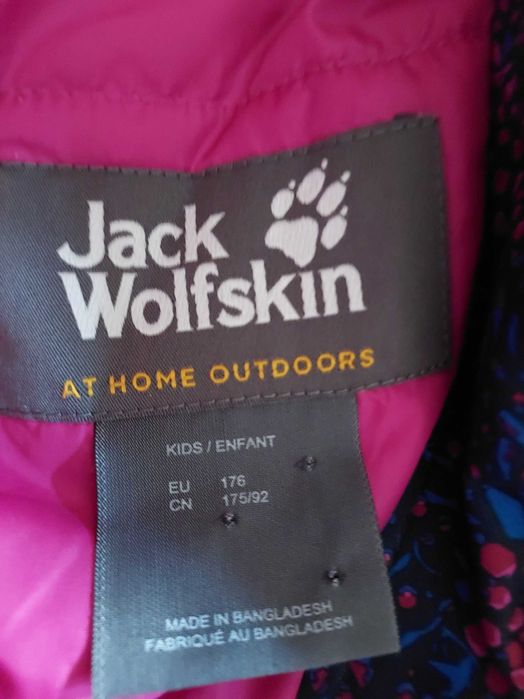 Jack
Wolfskin
AT HOME OUTDOORS
KIDS / ENFANT
EU 176
CN 175/92
MADE IN BANGLADESH
FABRIQUÉ AU BANGLADESH